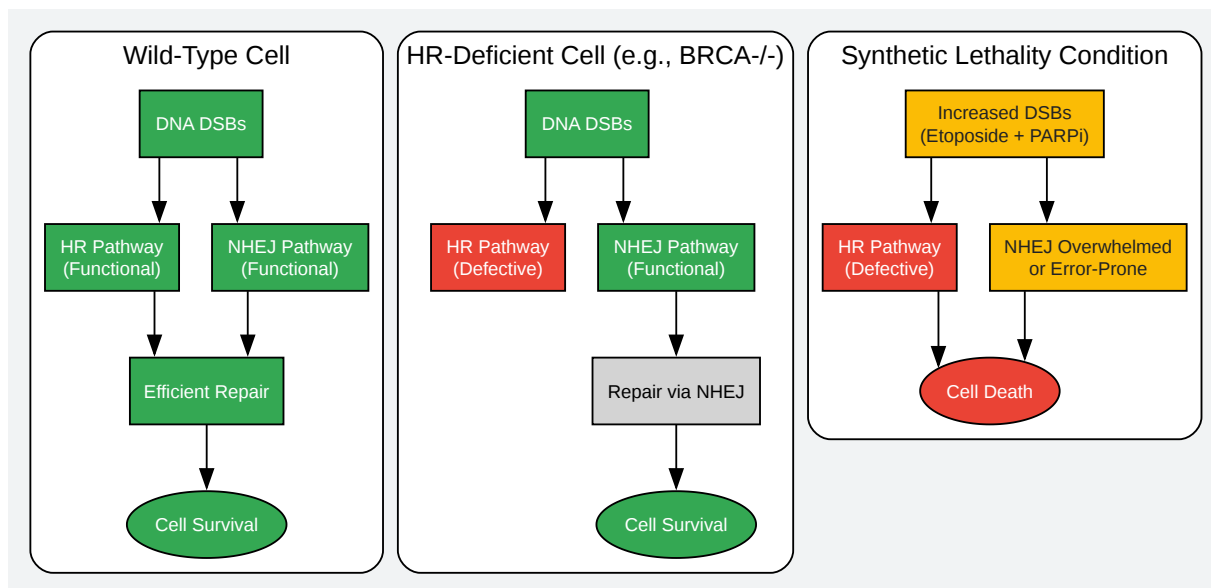 Wild-Type Cell
DNA DSBs
HR Pathway
(Functional)
NHEJ Pathway
(Functional)
Efficient Repair
Cell Survival
HR-Deficient Cell (e.g., BRCA-/-)
DNA DSBs
HR Pathway
(Defective)
NHEJ Pathway
(Functional)
Repair via NHEJ
Cell Survival
Synthetic Lethality Condition
Increased DSBs
(Etoposide + PARPi)
HR Pathway
(Defective)
NHEJ Overwhelmed
or Error-Prone
Cell Death